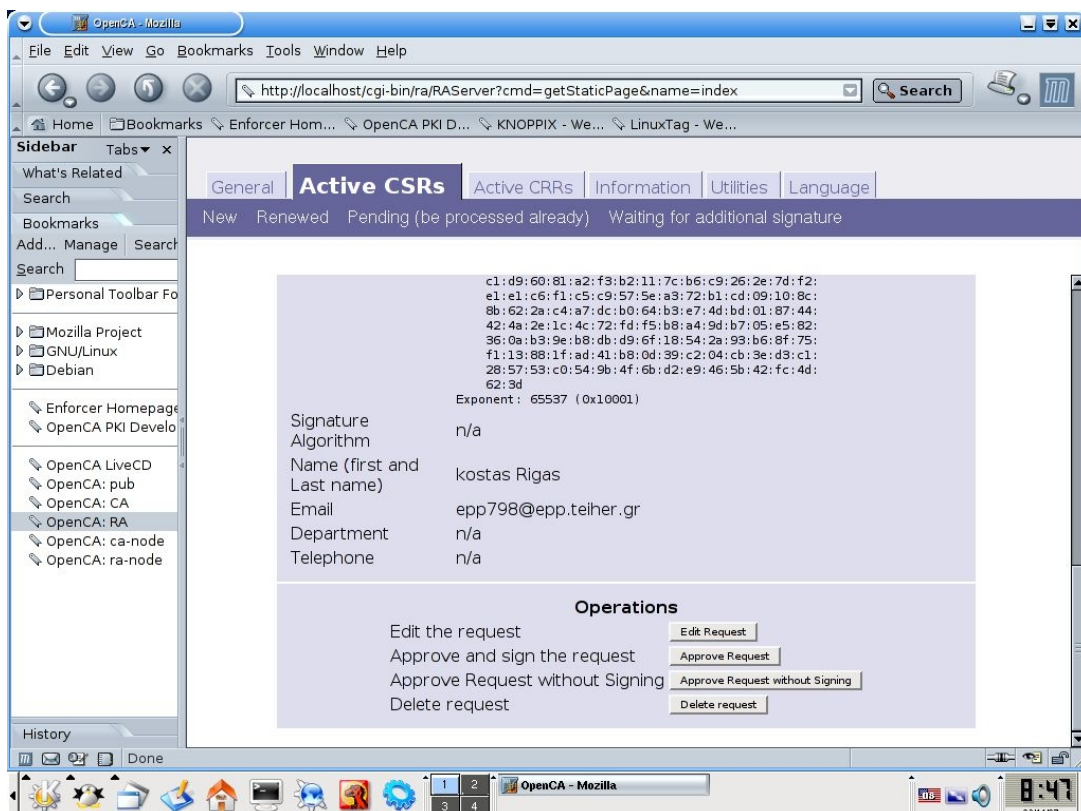 OpenCA - Mozilla
File Edit View Go Bookmarks Tools Window Help
http://localhost/cgi-bin/ra/RAServer?cmd=getStaticPage&name=index
Search
Home Bookmarks Enforcer Hom... OpenCA PKI D... KNOPPIX - We... LinuxTag - We...
Sidebar Tabs x
What's Related
Search
Bookmarks
Add... Manage Search
Search
Personal Toolbar Fo
Mozilla Project
GNU/Linux
Debian
Enforcer Homepage
OpenCA PKI Develo
OpenCA LiveCD
OpenCA: pub
OpenCA: CA
OpenCA: RA
OpenCA: ca-node
OpenCA: ra-node
History
General Active CSRs Active CRRs Information Utilities Language
New Renewed Pending (be processed already) Waiting for additional signature
c1:d9:60:81:a2:f3:b2:11:7c:b6:c9:26:2e:7d:f2:
e1:e1:c6:f1:c5:c9:57:5e:a3:72:b1:cd:09:10:8c:
8b:62:2a:c4:a7:dc:b0:64:b3:e7:4d:bd:01:87:44:
42:4a:2e:1c:4c:72:fd:f5:b8:a4:9d:b7:05:e5:82:
36:0a:b3:9e:b8:db:d9:6f:18:54:2a:93:b6:8f:75:
f1:13:88:1f:ad:41:b8:0d:39:c2:04:cb:3e:d3:c1:
28:57:53:c0:54:9b:4f:6b:d2:e9:46:5b:42:fc:4d:
62:3d
Exponent: 65537 (0x10001)
Signature
Algorithm n/a
Name (first and
Last name) kostas Rigas
Email epp798@epp.teiher.gr
Department n/a
Telephone n/a
Operations
Edit the request Edit Request
Approve and sign the request Approve Request
Approve Request without Signing Approve Request without Signing
Delete request Delete request
Done
1 2 OpenCA - Mozilla
3 4
8:47